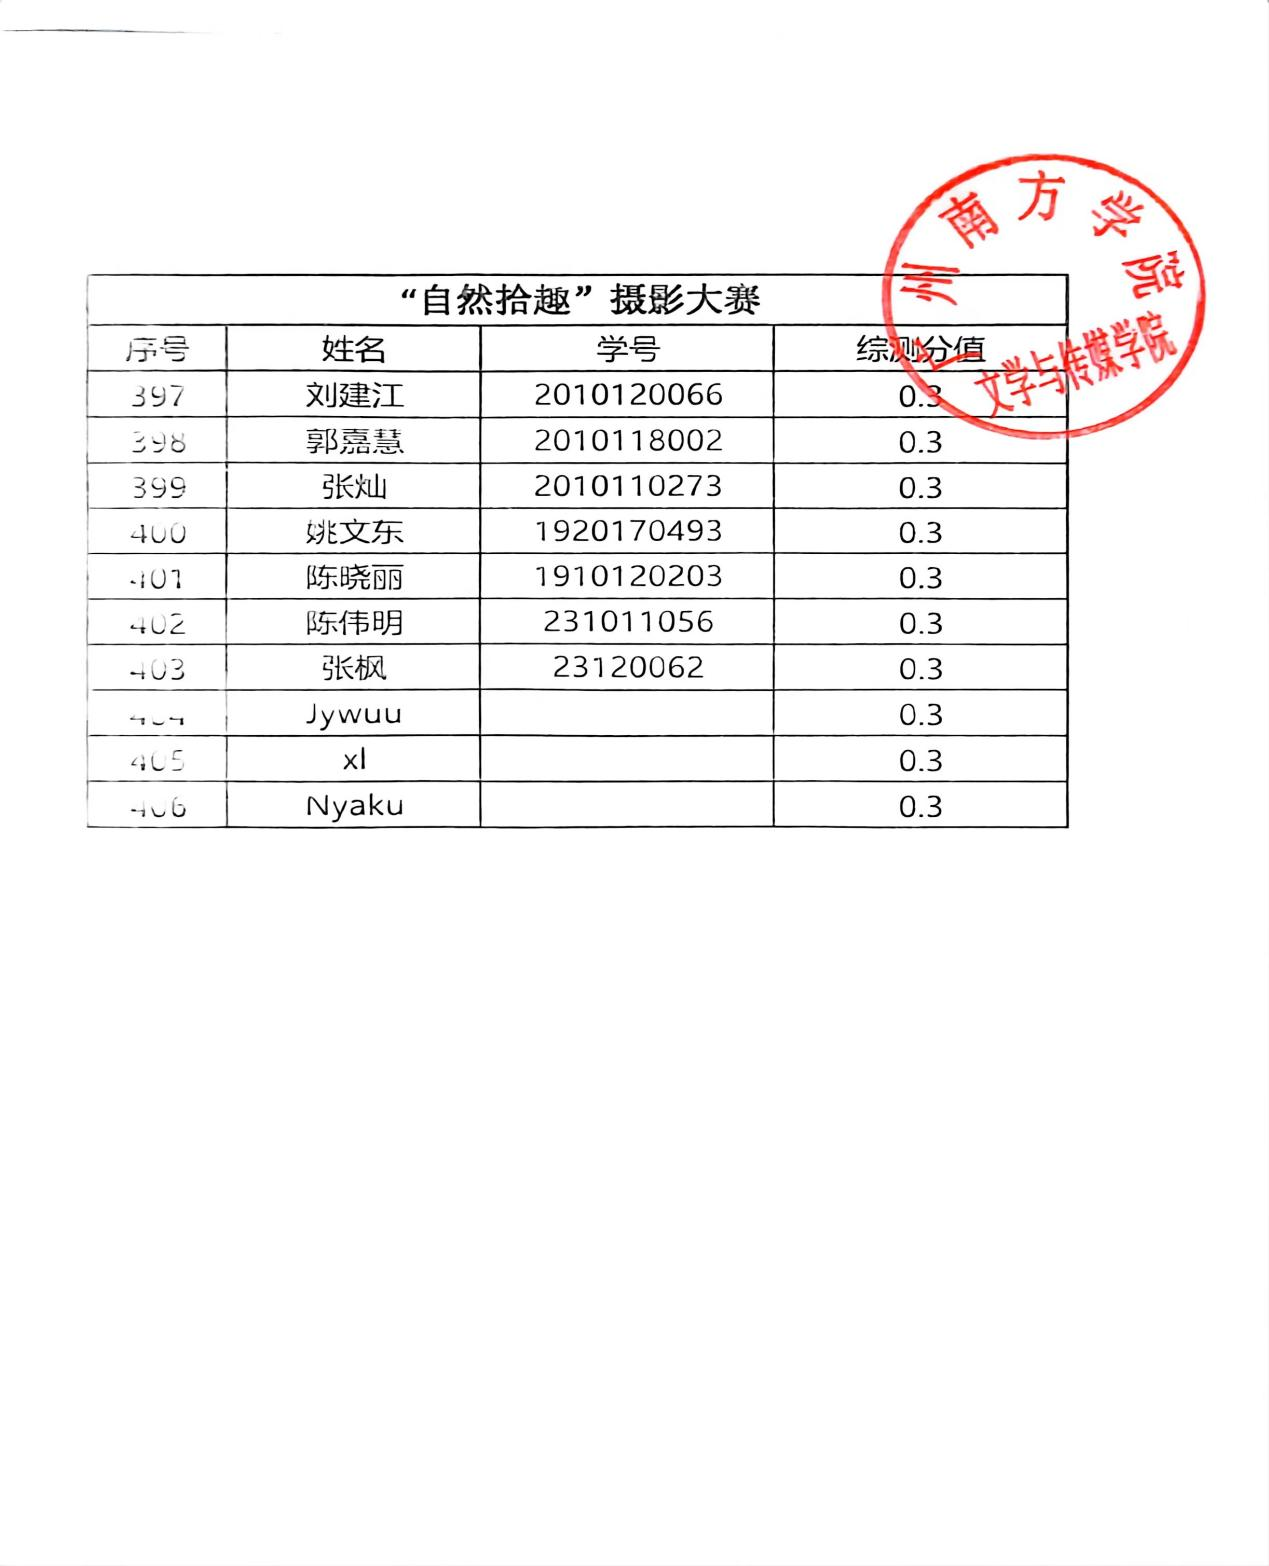 广州南方学院
文学与传媒学院
“自然拾趣”摄影大赛
序号 姓名 学号 综测分值
397 刘建江 2010120066 0.3
398 郭嘉慧 2010118002 0.3
399 张灿 2010110273 0.3
400 姚文东 1920170493 0.3
401 陈晓丽 1910120203 0.3
402 陈伟明 231011056 0.3
403 张枫 23120062 0.3
404 Jywuu 0.3
405 xl 0.3
406 Nyaku 0.3